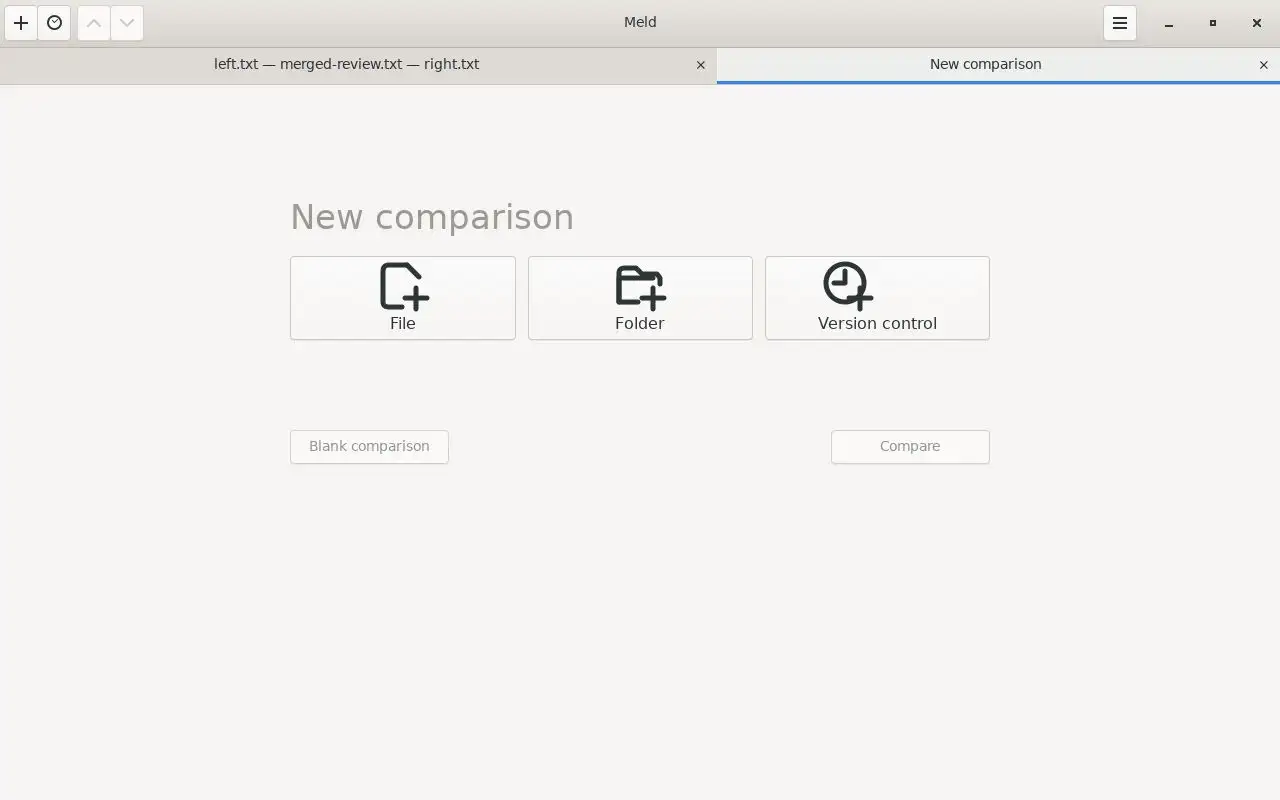 Meld
left.txt — merged-review.txt — right.txt
New comparison
New comparison
File
Folder
Version control
Blank comparison
Compare